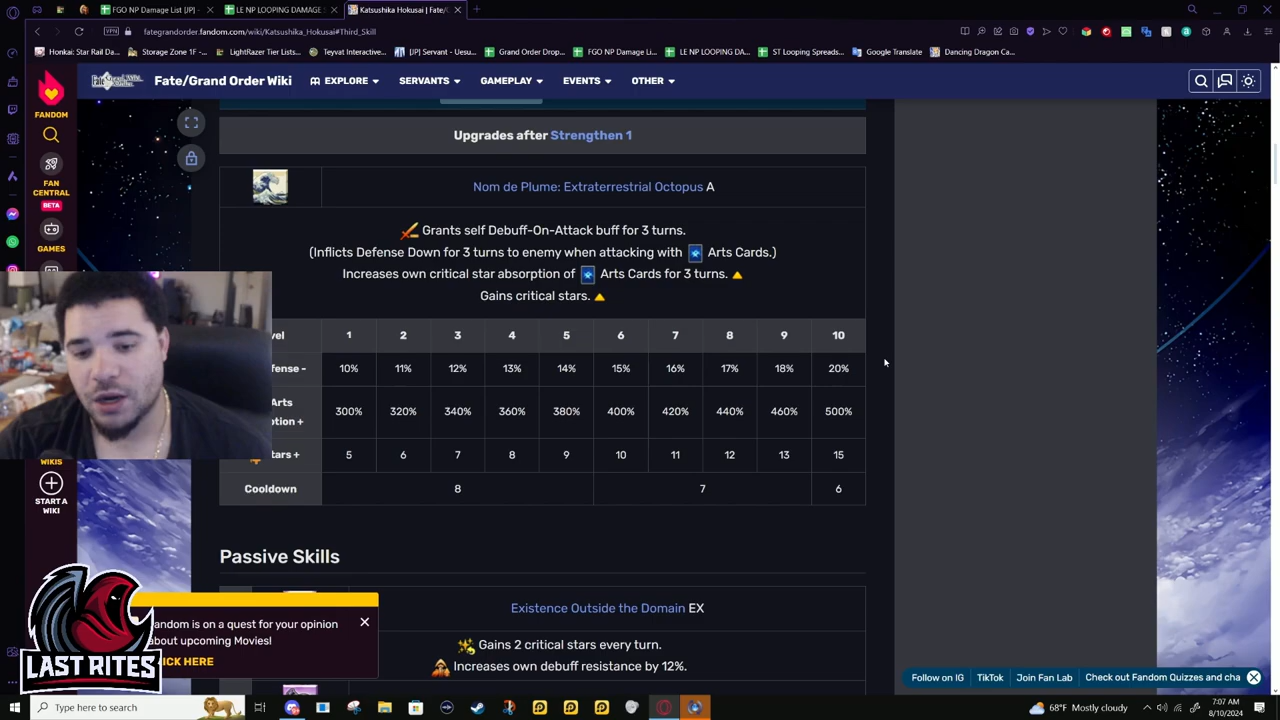 FGO NP Damage List [JP] -
LE NP LOOPING DAMAGE
Katsushika Hokusai | Fate/
VPN
fategrandorder.fandom.com/wiki/Katsushika_Hokusai#Third_Skill
Honkai: Star Rail Da...
Storage Zone 1F -
LightRazer Tier Lists...
Teyvat Interactive...
[JP] Servant - Uesu...
Grand Order Drop...
FGO NP Damage Li...
LE NP LOOPING DA...
ST Looping Spreads...
Google Translate
Dancing Dragon Ca...
Fate/Grand Order Wiki
EXPLORE
SERVANTS
GAMEPLAY
EVENTS
OTHER
FANDOM
FAN
CENTRAL
BETA
GAMES
WIKIS
START A
WIKI
Upgrades after Strengthen 1
Nom de Plume: Extraterrestrial Octopus A
Grants self Debuff-On-Attack buff for 3 turns.
(Inflicts Defense Down for 3 turns to enemy when attacking with Arts Cards.)
Increases own critical star absorption of Arts Cards for 3 turns.
Gains critical stars.
vel 1 2 3 4 5 6 7 8 9 10
fense - 10% 11% 12% 13% 14% 15% 16% 17% 18% 20%
Arts
ption + 300% 320% 340% 360% 380% 400% 420% 440% 460% 500%
tars + 5 6 7 8 9 10 11 12 13 15
Cooldown 8 7 6
Passive Skills
Existence Outside the Domain EX
Gains 2 critical stars every turn.
Increases own debuff resistance by 12%.
andom is on a quest for your opinion
about upcoming Movies!
ICK HERE
LAST RITES
Follow on IG
TikTok
Join Fan Lab
Check out Fandom Quizzes and cha
Type here to search
68°F Mostly cloudy
7:07 AM
8/10/2024